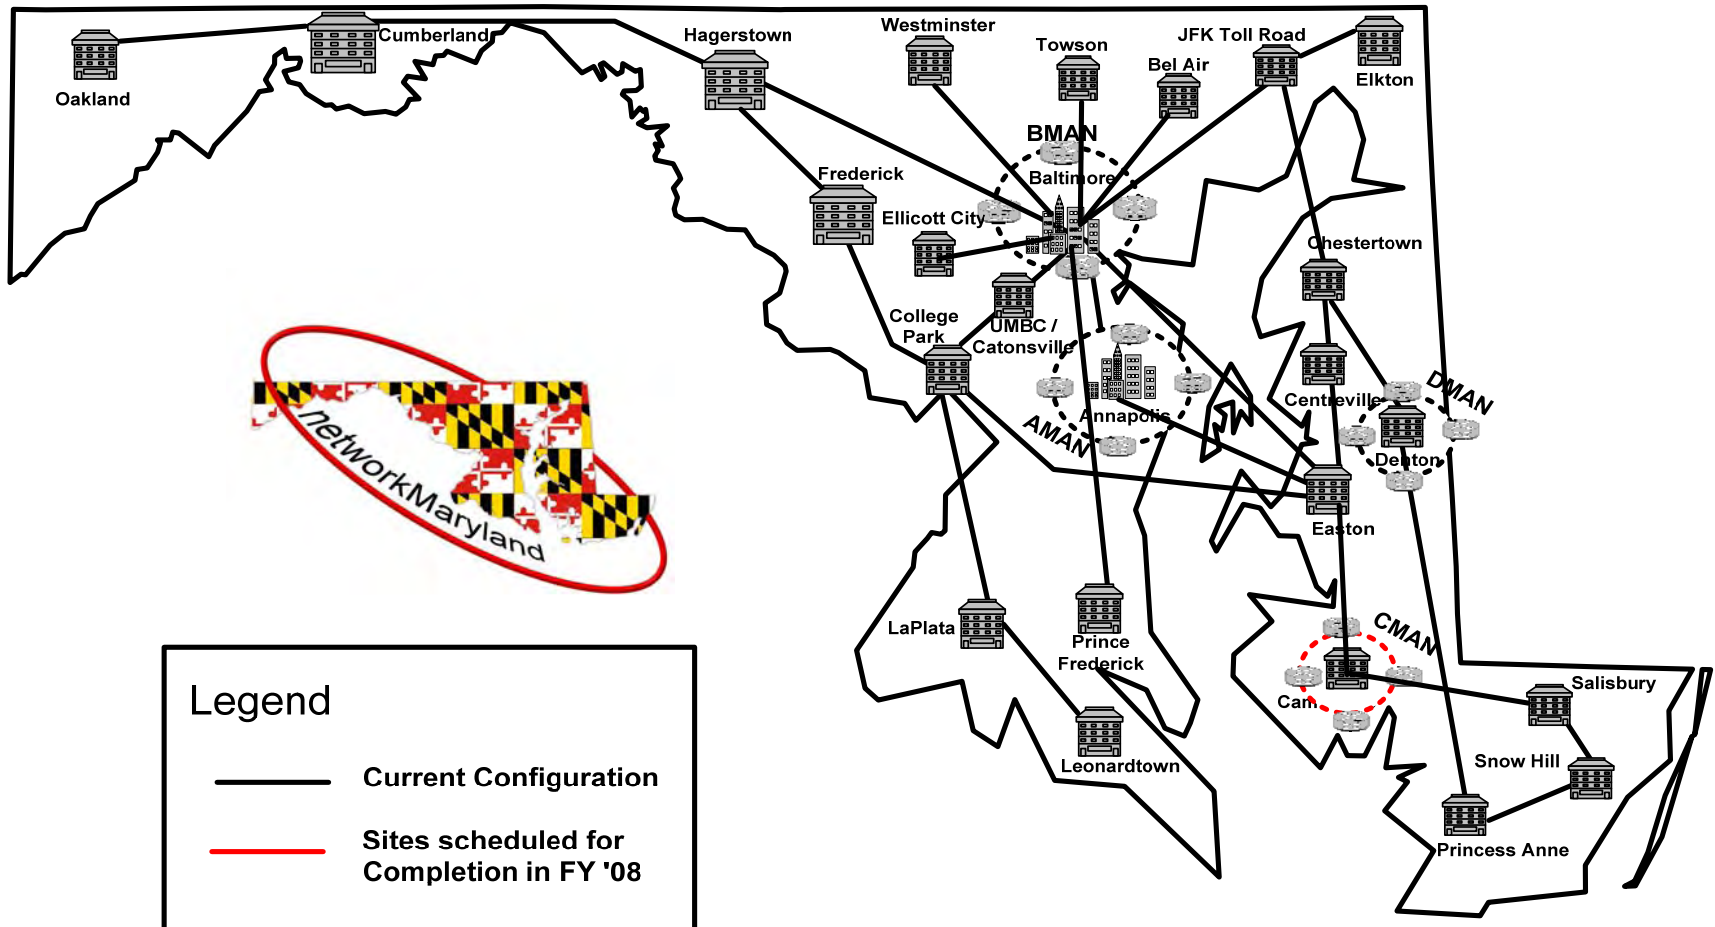 Westminster
Hagerstown
Cumberland
Towson
JFK Toll Road
Bel Air
Elkton
Oakland
BMAN
Baltimore
Frederick
Ellicott City
Chestertown
College
Park
UMBC /
Catonsville
Centreville
DMAN
Annapolis
AMAN
Denton
networkMaryland
Easton
LaPlata
Prince
Frederick
CMAN
Cam
Salisbury
Snow Hill
Leonardtown
Princess Anne
Legend
Current Configuration
Sites scheduled for
Completion in FY '08